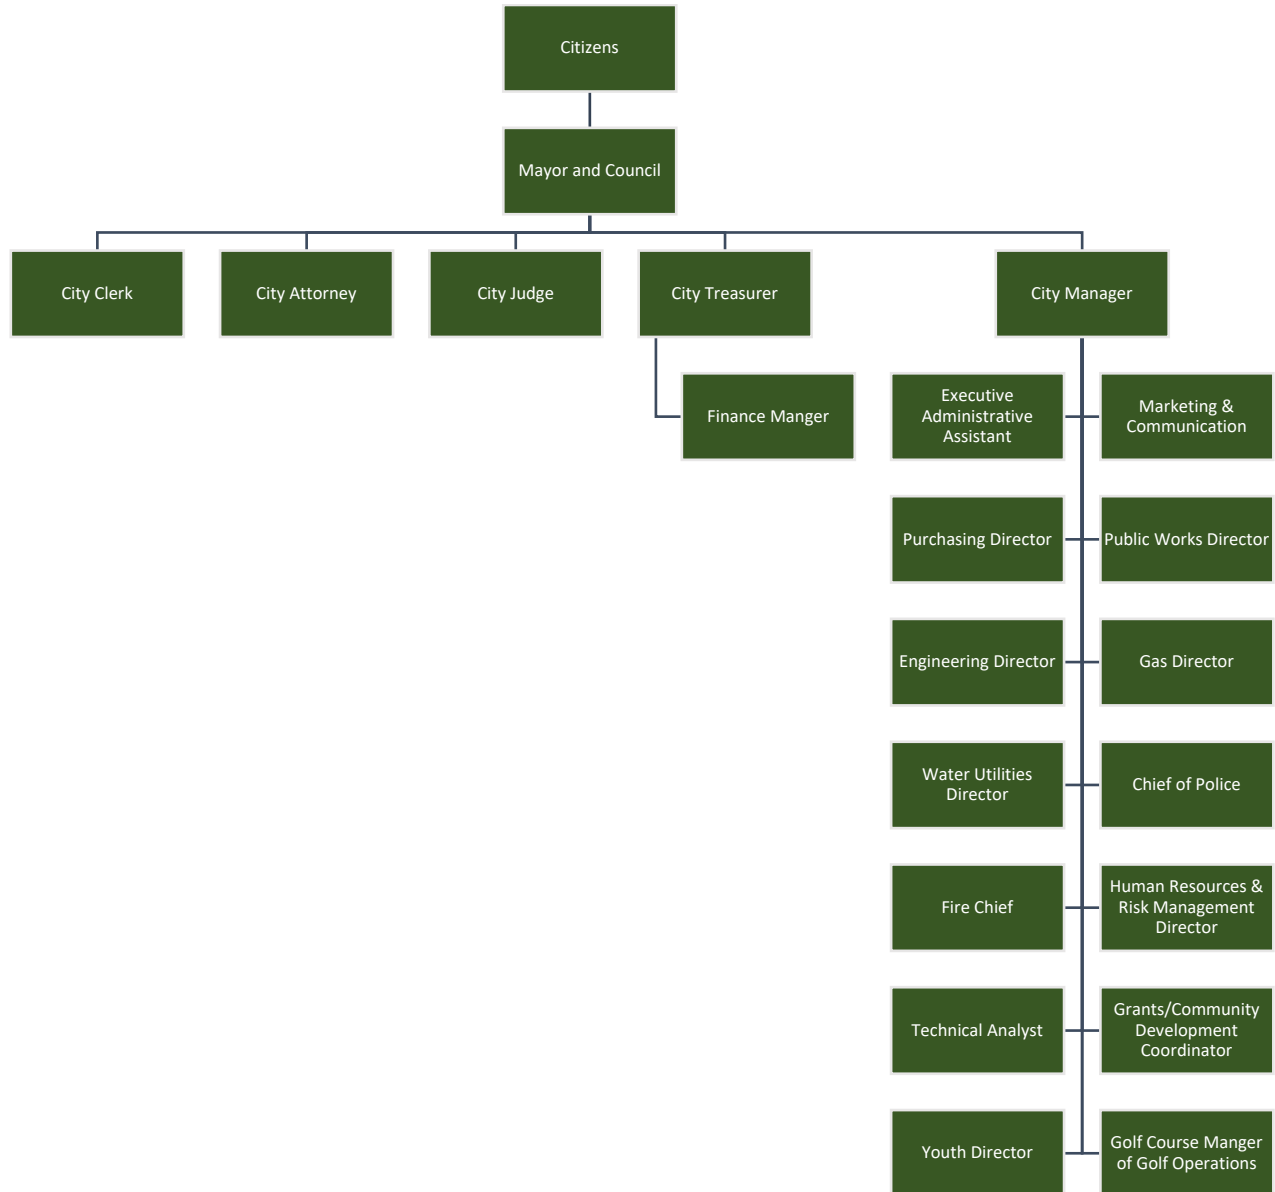 Citizens
Mayor and Council
City Clerk
City Attorney
City Judge
City Treasurer
City Manager
Finance Manger
Executive
Administrative
Assistant
Marketing &
Communication
Purchasing Director
Public Works Director
Engineering Director
Gas Director
Water Utilities
Director
Chief of Police
Fire Chief
Human Resources &
Risk Management
Director
Technical Analyst
Grants/Community
Development
Coordinator
Youth Director
Golf Course Manger
of Golf Operations